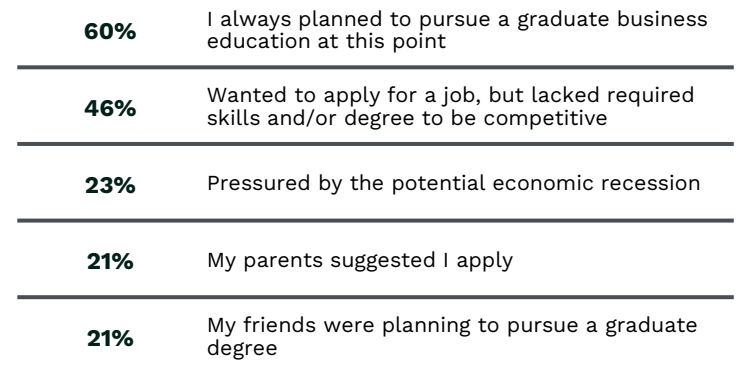 60%
I always planned to pursue a graduate business
education at this point
46%
Wanted to apply for a job, but lacked required
skills and/or degree to be competitive
23%
Pressured by the potential economic recession
21%
My parents suggested I apply
21%
My friends were planning to pursue a graduate
degree